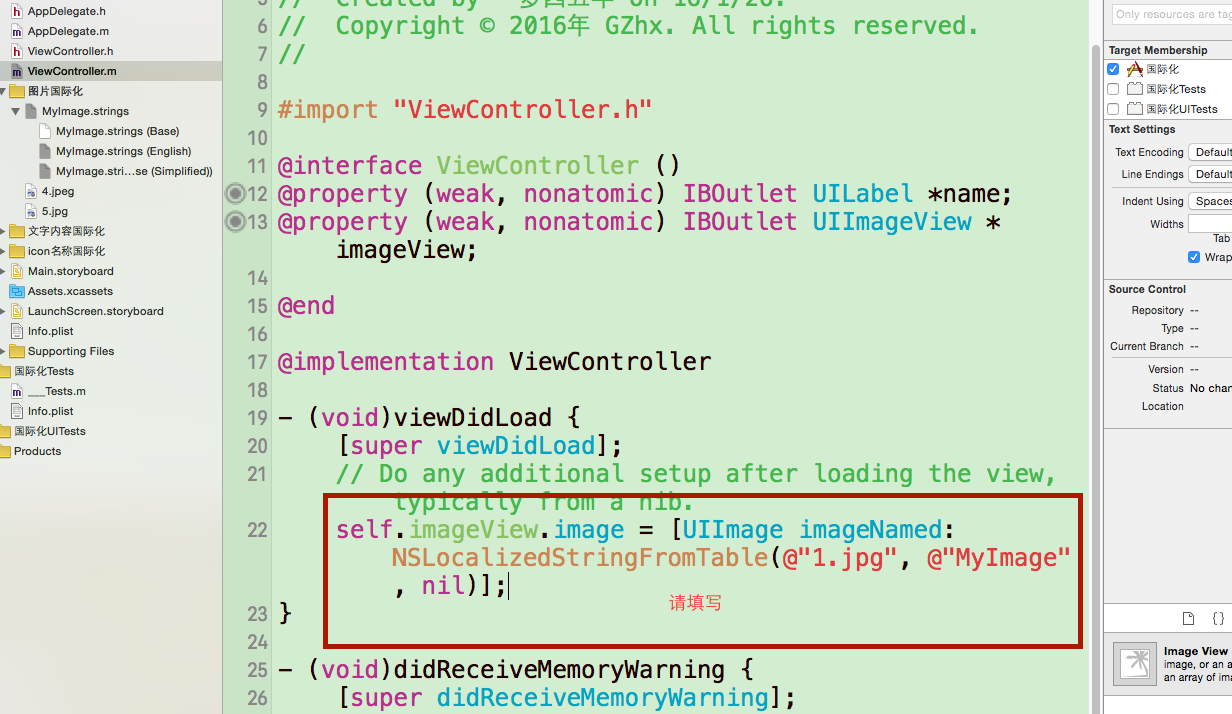 AppDelegate.h
AppDelegate.m
ViewController.h
ViewController.m
图片国际化
MyImage.strings
MyImage.strings (Base)
MyImage.strings (English)
MyImage.stri...se (Simplified))
4.jpeg
5.jpg
文字内容国际化
icon名称国际化
Main.storyboard
Assets.xcassets
LaunchScreen.storyboard
Info.plist
Supporting Files
国际化Tests
___Tests.m
Info.plist
国际化UITests
Products
6 //  Copyright © 2016年 GZhx. All rights reserved.
7 //
8
9 #import "ViewController.h"
10
11 @interface ViewController ()
12 @property (weak, nonatomic) IBOutlet UILabel *name;
13 @property (weak, nonatomic) IBOutlet UIImageView *
imageView;
14
15 @end
16
17 @implementation ViewController
18
19 - (void)viewDidLoad {
20 [super viewDidLoad];
21 // Do any additional setup after loading the view,
typically from a nib.
22 self.imageView.image = [UIImage imageNamed:
NSLocalizedStringFromTable(@"1.jpg", @"MyImage"
, nil)];
请填写
23 }
24
25 - (void)didReceiveMemoryWarning {
26 [super didReceiveMemoryWarning];
Only resources are tag
Target Membership
国际化
国际化Tests
国际化UITests
Text Settings
Text Encoding Default
Line Endings Default
Indent Using Spaces
Widths
Tab
Wrap
Source Control
Repository --
Type --
Current Branch --
Version --
Status No chan
Location
{ }
Image View
image, or an a
an array of ima